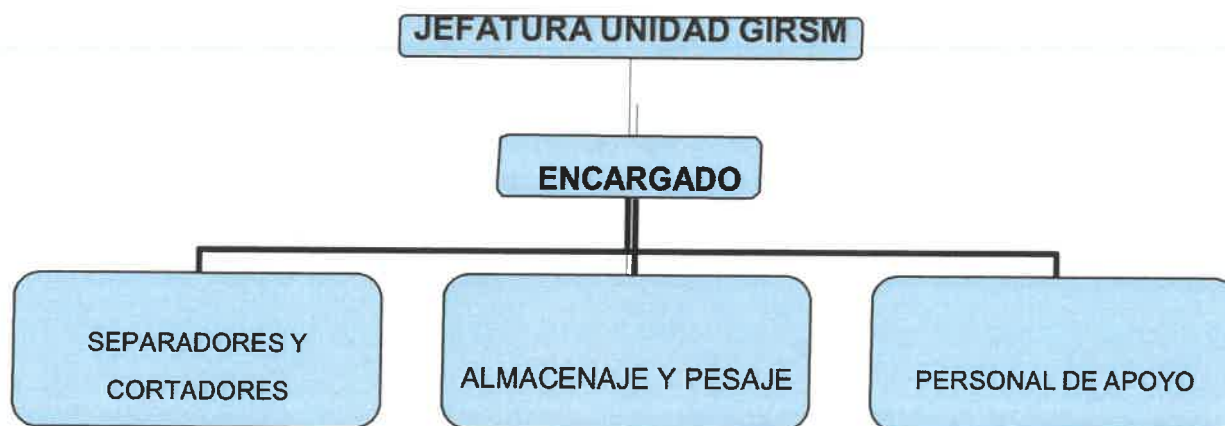 JEFATURA UNIDAD GIRSM
ENCARGADO
SEPARADORES Y
CORTADORES
ALMACENAJE Y PESAJE
PERSONAL DE APOYO